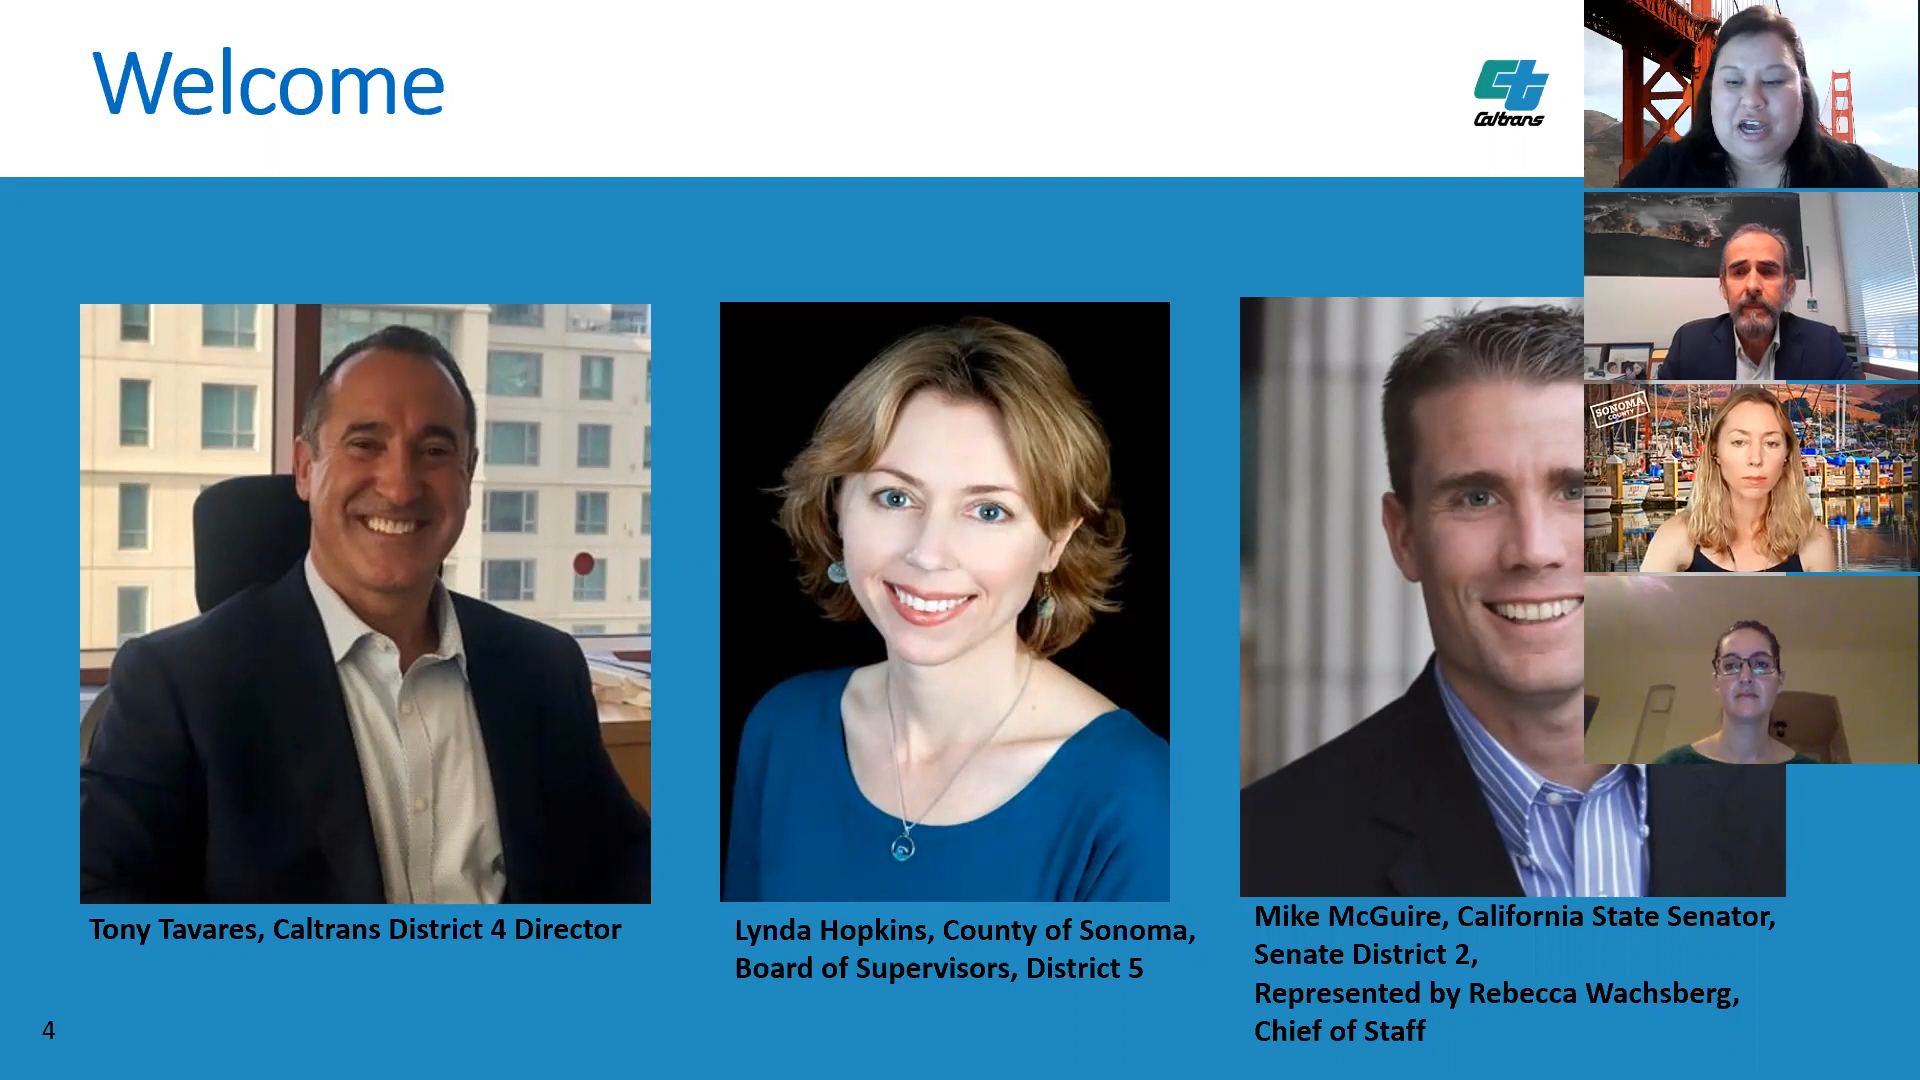 Welcome
Caltrans
SONOMA
COUNTY
Tony Tavares, Caltrans District 4 Director
Lynda Hopkins, County of Sonoma,
Board of Supervisors, District 5
Mike McGuire, California State Senator,
Senate District 2,
Represented by Rebecca Wachsberg,
Chief of Staff
4